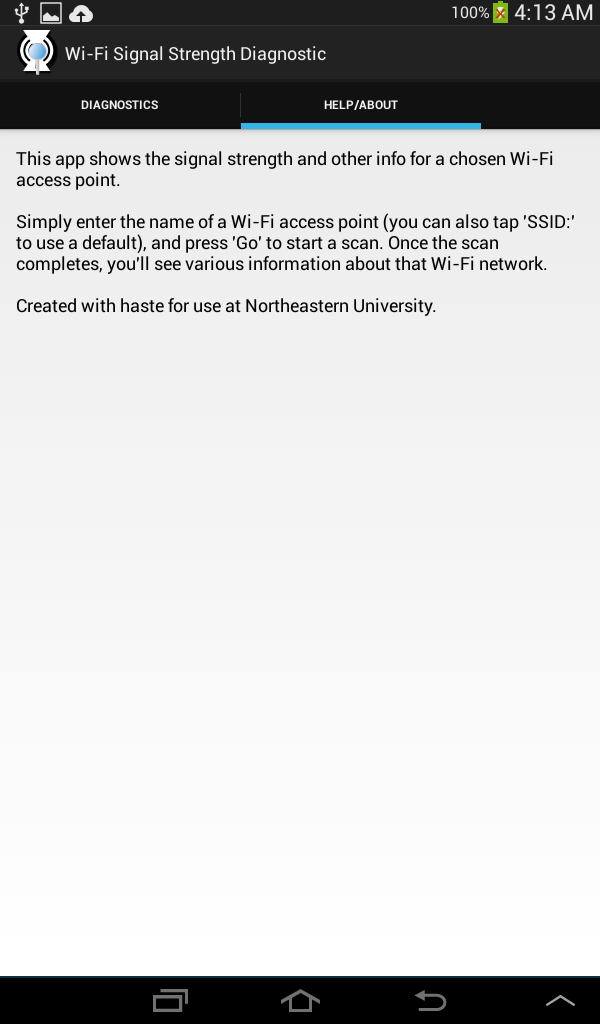 100% 4:13 AM
Wi-Fi Signal Strength Diagnostic
DIAGNOSTICS HELP/ABOUT
This app shows the signal strength and other info for a chosen Wi-Fi
access point.
Simply enter the name of a Wi-Fi access point (you can also tap 'SSID:'
to use a default), and press 'Go' to start a scan. Once the scan
completes, you'll see various information about that Wi-Fi network.
Created with haste for use at Northeastern University.